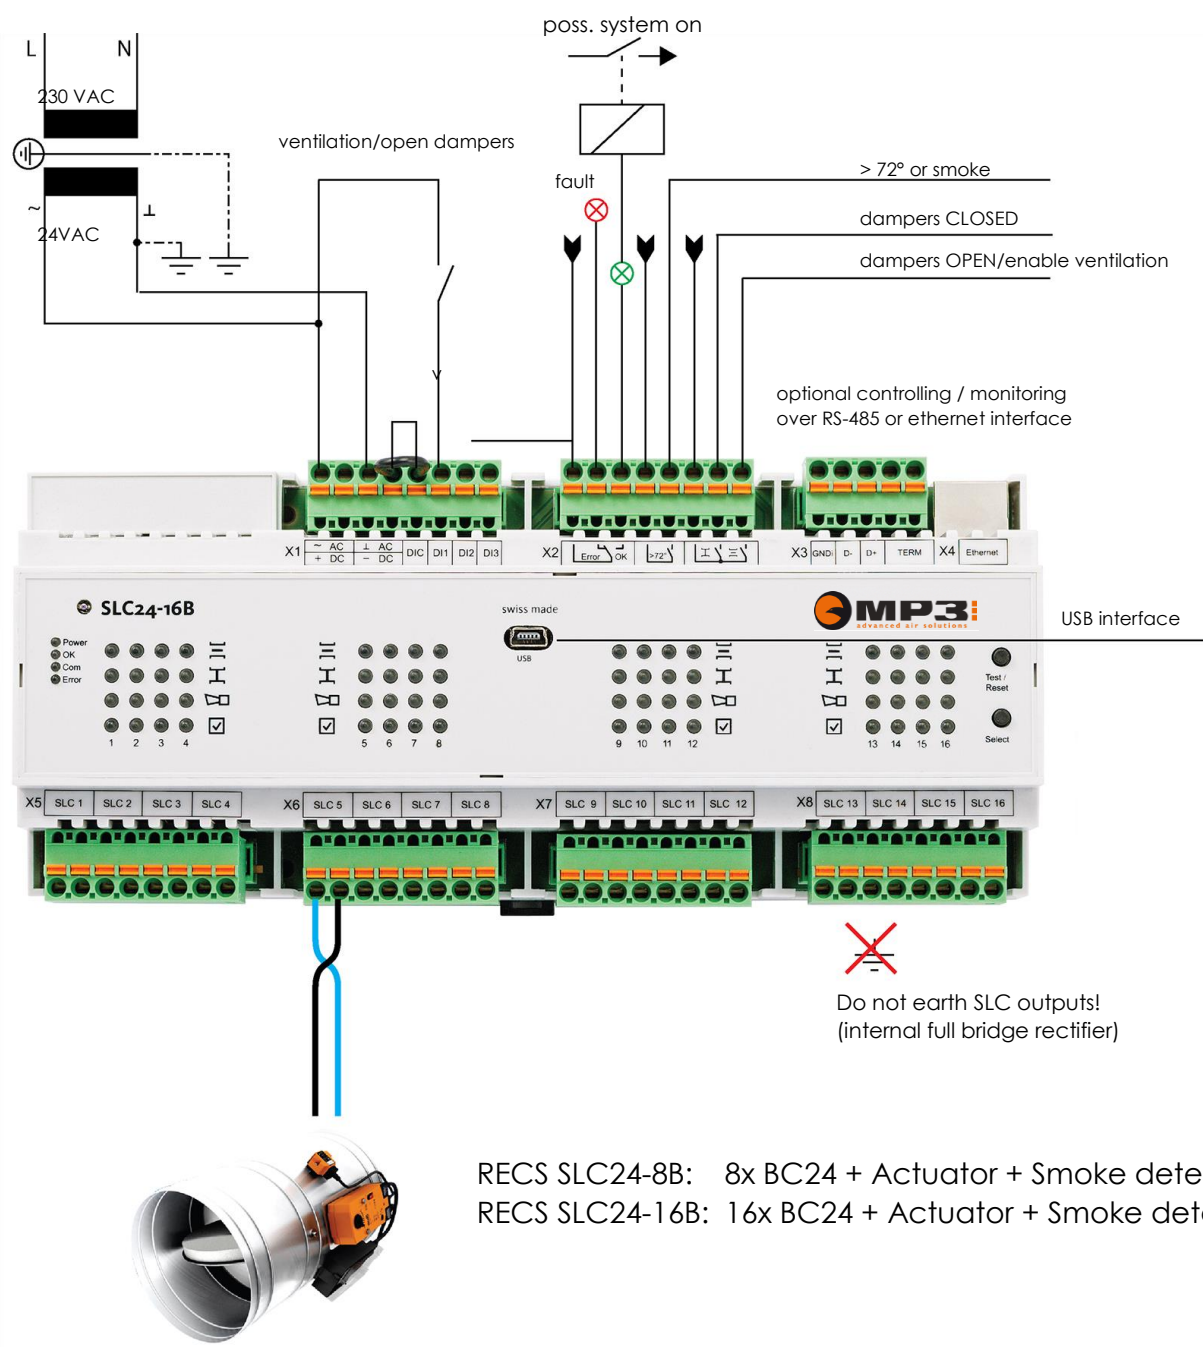 poss. system on
L N
230 VAC
ventilation/open dampers
fault
> 72° or smoke
~
24VAC
dampers CLOSED
dampers OPEN/enable ventilation
optional controlling / monitoring
over RS-485 or ethernet interface
X1 ~ AC ⊥ AC DIC DI1 DI2 DI3
+ DC − DC
X2 Error OK >72°
X3 GNDi D- D+ TERM X4 Ethernet
SLC24-16B
swiss made
USB
MP3
advanced air solutions
USB interface
Power
OK
Com
Error
Test /
Reset
Select
1 2 3 4
5 6 7 8
9 10 11 12
13 14 15 16
X5 SLC 1 SLC 2 SLC 3 SLC 4
X6 SLC 5 SLC 6 SLC 7 SLC 8
X7 SLC 9 SLC 10 SLC 11 SLC 12
X8 SLC 13 SLC 14 SLC 15 SLC 16
Do not earth SLC outputs!
(internal full bridge rectifier)
RECS SLC24-8B: 8x BC24 + Actuator + Smoke dete
RECS SLC24-16B: 16x BC24 + Actuator + Smoke dete